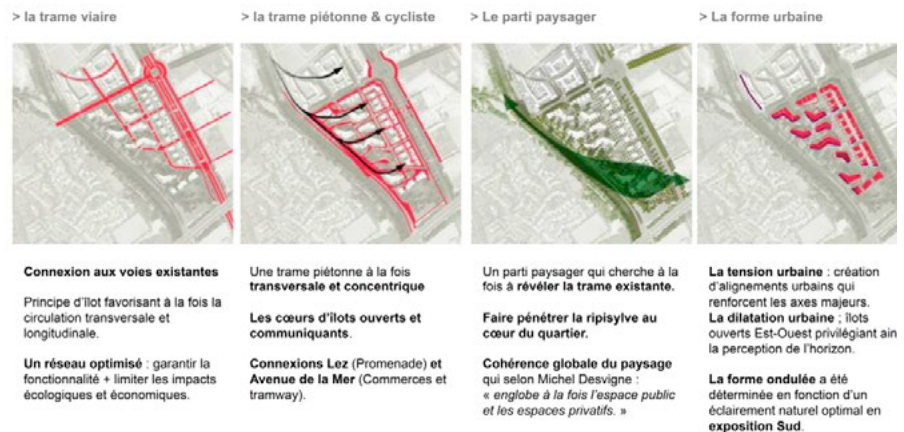 > la trame viaire
> la trame piétonne & cycliste
> Le parti paysager
> La forme urbaine
Connexion aux voies existantes
Principe d'îlot favorisant à la fois la
circulation transversale et
longitudinale.
Un réseau optimisé : garantir la
fonctionnalité + limiter les impacts
écologiques et économiques.
Une trame piétonne à la fois
transversale et concentrique
Les cœurs d'îlots ouverts et
communiquants.
Connexions Lez (Promenade) et
Avenue de la Mer (Commerces et
tramway).
Un parti paysager qui cherche à la
fois à révéler la trame existante.
Faire pénétrer la ripisylve au
cœur du quartier.
Cohérence globale du paysage
qui selon Michel Desvigne :
« englobe à la fois l'espace public
et les espaces privatifs. »
La tension urbaine : création
d'alignements urbains qui
renforcent les axes majeurs.
La dilatation urbaine ; îlots
ouverts Est-Ouest privilégiant ain
la perception de l'horizon.
La forme ondulée a été
déterminée en fonction d'un
éclairement naturel optimal en
exposition Sud.